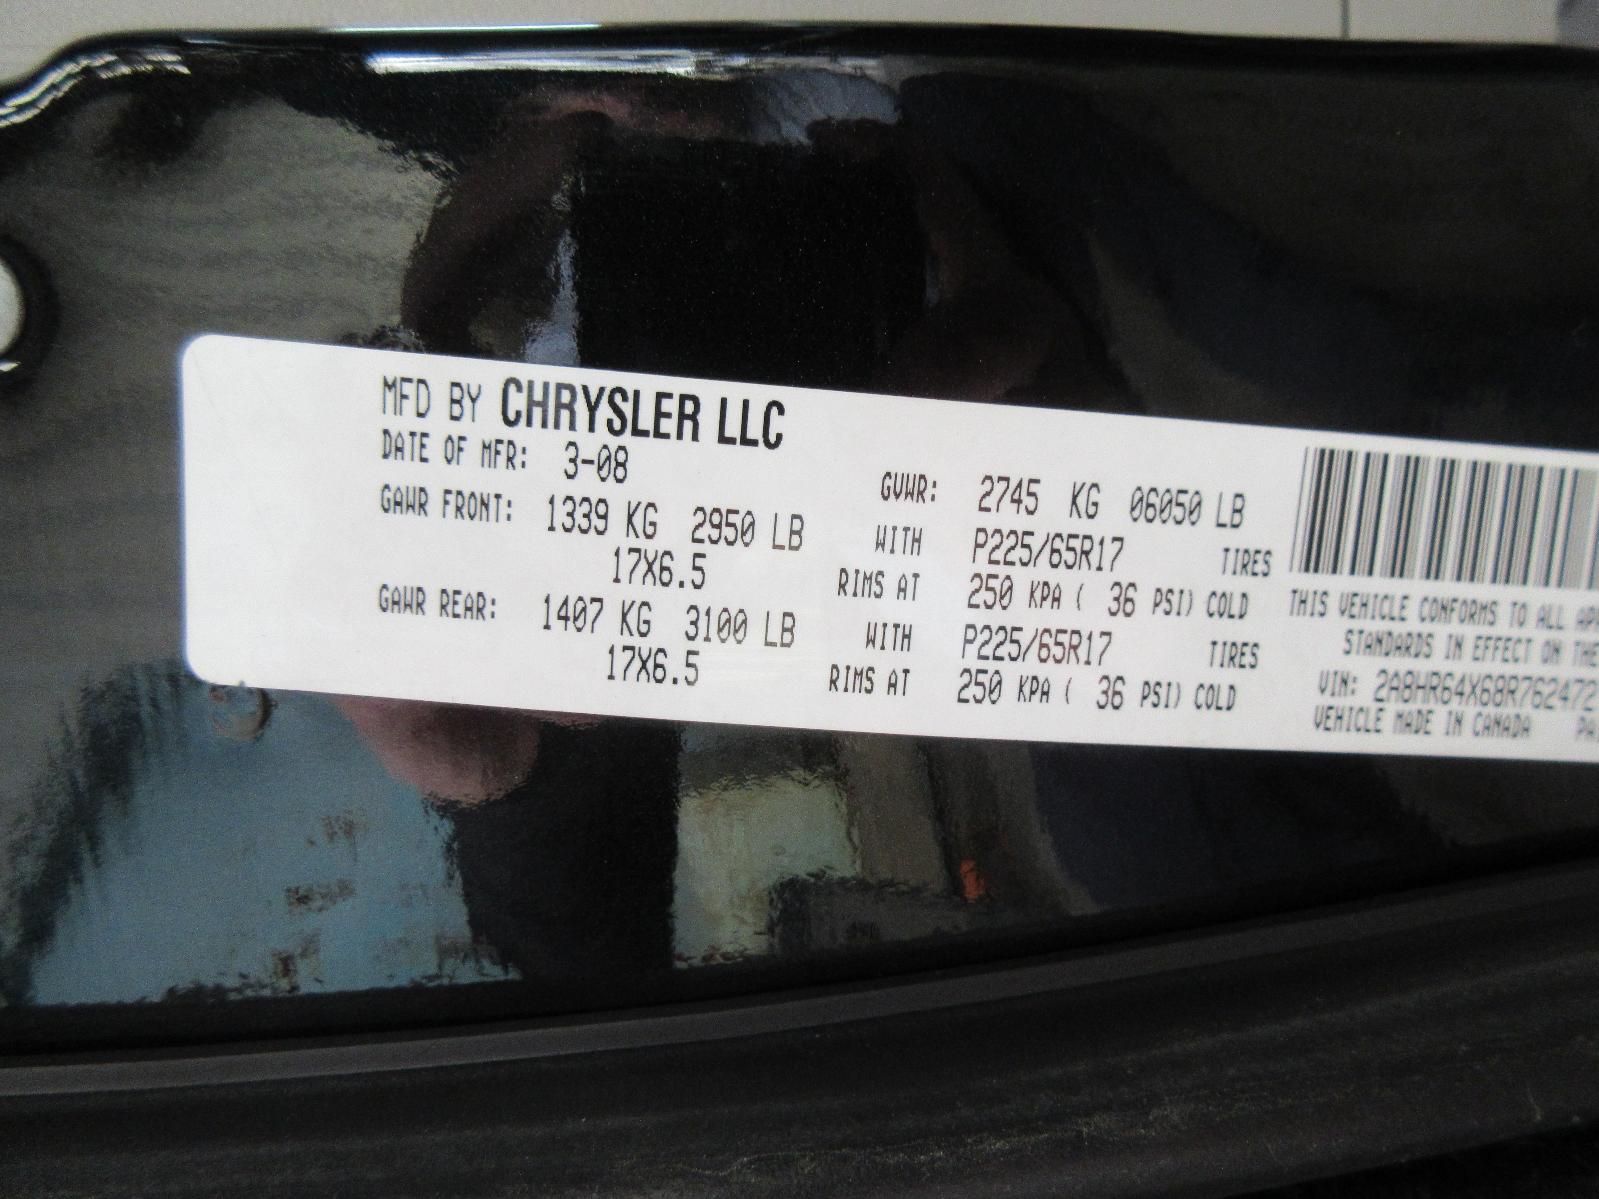 MFD BY CHRYSLER LLC
DATE OF MFR: 3-08 GVWR: 2745 KG 06050 LB
GAWR FRONT: 1339 KG 2950 LB WITH P225/65R17 TIRES
17X6.5 RIMS AT 250 KPA ( 36 PSI) COLD
GAWR REAR: 1407 KG 3100 LB WITH P225/65R17 TIRES
17X6.5 RIMS AT 250 KPA ( 36 PSI) COLD
THIS VEHICLE CONFORMS TO ALL
STANDARDS IN EFFECT ON THE
VIN: 2A8HR64X68R762472
VEHICLE MADE IN CANADA